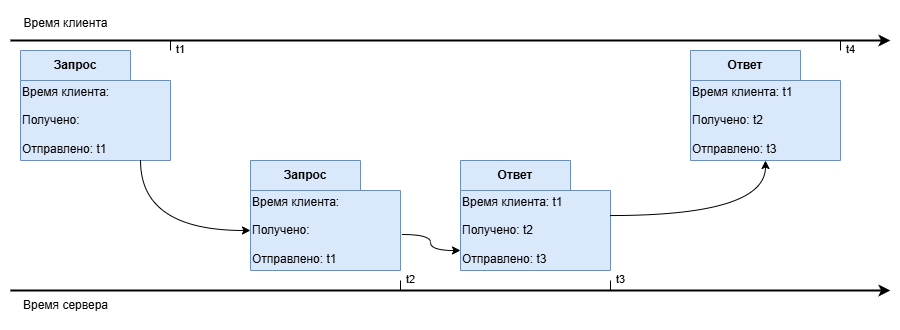 Время клиента
t1
t4
Запрос
Время клиента:
Получено:
Отправлено: t1
Ответ
Время клиента: t1
Получено: t2
Отправлено: t3
Запрос
Время клиента:
Получено:
Отправлено: t1
Ответ
Время клиента: t1
Получено: t2
Отправлено: t3
t2
t3
Время сервера